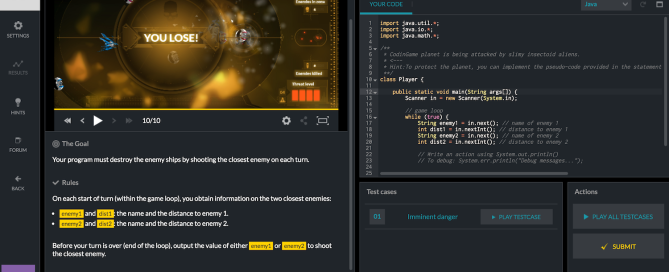 SETTINGS
RESULTS
HINTS
FORUM
BACK
YOU LOSE!
Enemies in zone
Enemies killed
Threat level
10/10
The Goal
Your program must destroy the enemy ships by shooting the closest enemy on each turn.
Rules
On each start of turn (within the game loop), you obtain information on the two closest enemies:
• enemy1 and dist1: the name and the distance to enemy 1.
• enemy2 and dist2: the name and the distance to enemy 2.
Before your turn is over (end of the loop), output the value of either enemy1 or enemy2 to shoot
the closest enemy.
YOUR CODE
Java
1 import java.util.*;
2 import java.io.*;
3 import java.math.*;
4
5 /**
6 * CodinGame planet is being attacked by slimy insectoid aliens.
7 * <---
8 * Hint:To protect the planet, you can implement the pseudo-code provided in the statement
9 **/
10 class Player {
11
12 public static void main(String args[]) {
13 Scanner in = new Scanner(System.in);
14
15 // game loop
16 while (true) {
17 String enemy1 = in.next(); // name of enemy 1
18 int dist1 = in.nextInt(); // distance to enemy 1
19 String enemy2 = in.next(); // name of enemy 2
20 int dist2 = in.nextInt(); // distance to enemy 2
21
22 // Write an action using System.out.println()
23 // To debug: System.err.println("Debug messages...");
24
25
Test cases
01 Imminent danger
PLAY TESTCASE
Actions
PLAY ALL TESTCASES
SUBMIT